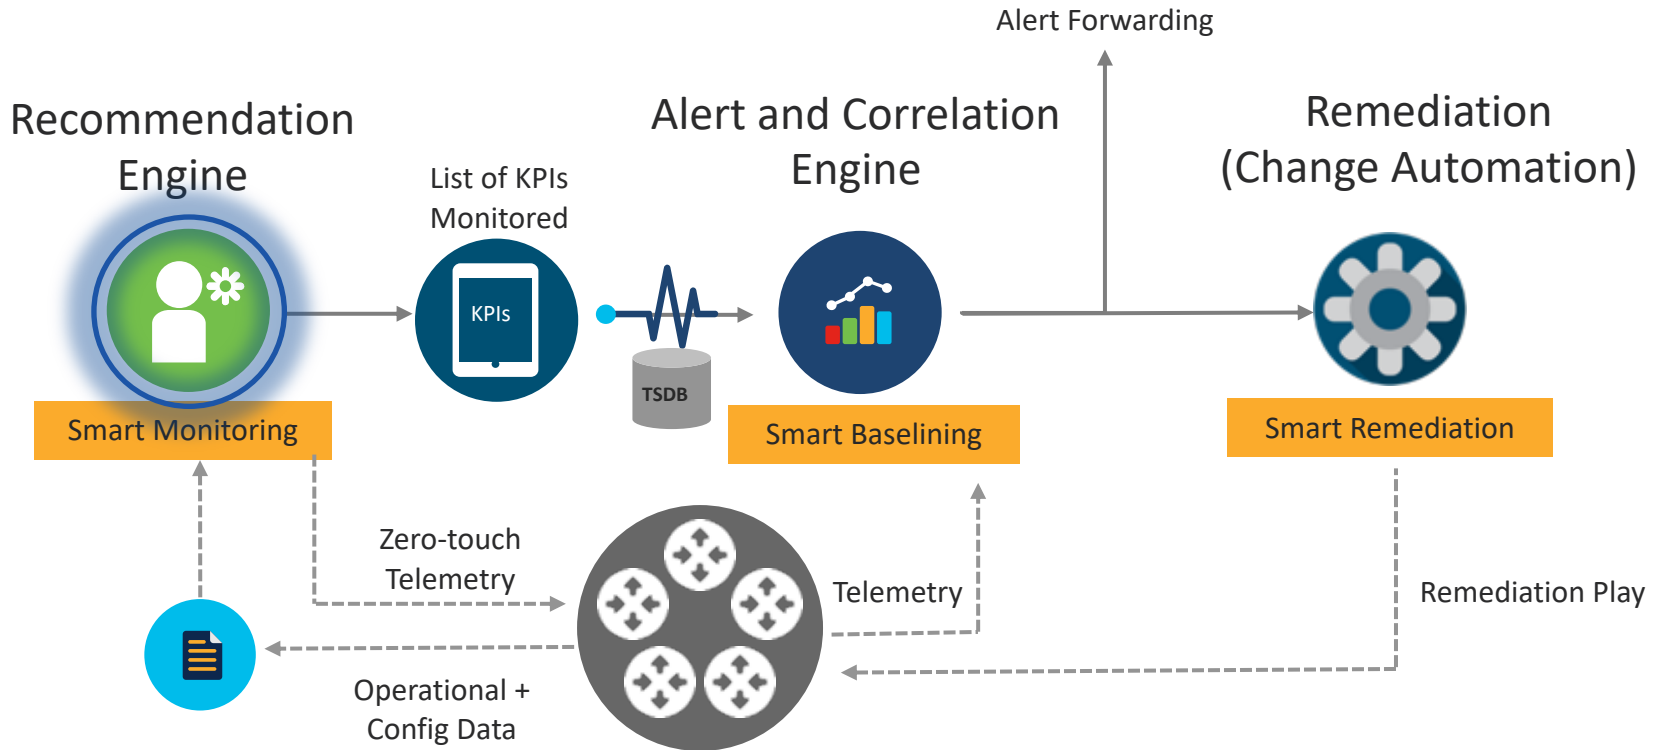 Alert Forwarding
Recommendation
Engine
List of KPIs
Monitored
Alert and Correlation
Engine
Remediation
(Change Automation)
KPIs
TSDB
Smart Monitoring
Smart Baselining
Smart Remediation
Zero-touch
Telemetry
Telemetry
Remediation Play
Operational +
Config Data